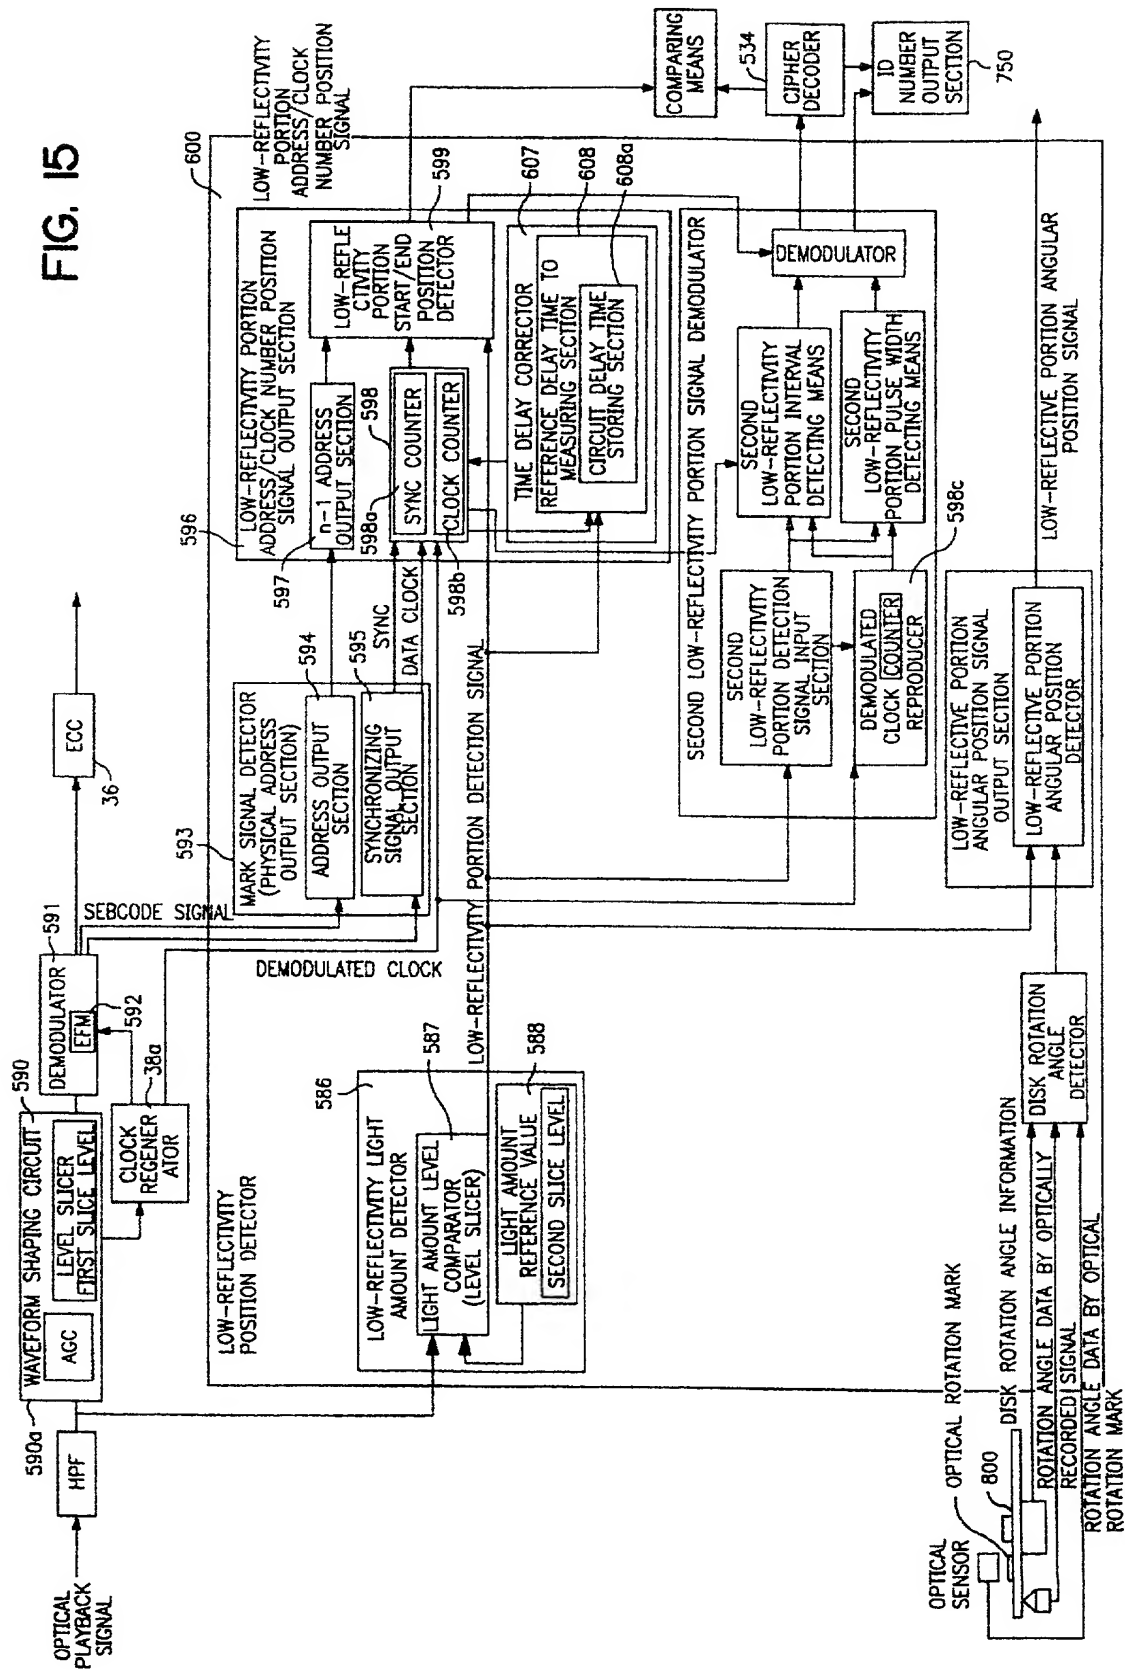 FIG. 15
OPTICAL
PLAYBACK
SIGNAL
HPF
590a
WAVEFORM SHAPING CIRCUIT
590
AGC
LEVEL SLICER
FIRST SLICE LEVEL
CLOCK
REGENER
ATOR
38a
DEMODULATOR
591
EFM
592
ECC
36
SEBCODE SIGNAL
DEMODULATED CLOCK
LOW-REFLECTIVITY
POSITION DETECTOR
600
586
LOW-REFLECTIVITY LIGHT
AMOUNT DETECTOR
LIGHT AMOUNT LEVEL
COMPARATOR
(LEVEL SLICER)
587
LIGHT AMOUNT
REFERENCE VALUE
SECOND SLICE LEVEL
588
LOW-REFLECTIVITY PORTION DETECTION SIGNAL
593
MARK SIGNAL DETECTOR
(PHYSICAL ADDRESS
OUTPUT SECTION)
ADDRESS OUTPUT
SECTION
594
SYNCHRONIZING
SIGNAL OUTPUT
SECTION
595
SYNC
DATA CLOCK
596
LOW-REFLECTIVITY PORTION
ADDRESS/CLOCK NUMBER POSITION
SIGNAL OUTPUT SECTION
n-1 ADDRESS
OUTPUT SECTION
597
598
598a
SYNC COUNTER
CLOCK COUNTER
598b
LOW-REFLE
CTIVITY
PORTION
START/END
POSITION
DETECTOR
599
LOW-REFLECTIVITY
PORTION
ADDRESS/CLOCK
NUMBER POSITION
SIGNAL
TIME DELAY CORRECTOR
607
REFERENCE DELAY TIME TO
MEASURING SECTION
608
CIRCUIT DELAY TIME
STORING SECTION
608a
SECOND LOW-REFLECTIVITY PORTION SIGNAL DEMODULATOR
SECOND
LOW-REFLECTIVITY
PORTION DETECTION
SIGNAL INPUT
SECTION
DEMODULATED
CLOCK COUNTER
REPRODUCER
598c
SECOND
LOW-REFLECTIVITY
PORTION INTERVAL
DETECTING MEANS
SECOND
LOW-REFLECTIVITY
PORTION PULSE WIDTH
DETECTING MEANS
DEMODULATOR
COMPARING
MEANS
534
CIPHER
DECODER
ID
NUMBER
OUTPUT
SECTION
750
LOW-REFLECTIVE PORTION
ANGULAR POSITION SIGNAL
OUTPUT SECTION
LOW-REFLECTIVE PORTION
ANGULAR POSITION
DETECTOR
LOW-REFLECTIVE PORTION ANGULAR
POSITION SIGNAL
DISK ROTATION
ANGLE
DETECTOR
OPTICAL
SENSOR
OPTICAL ROTATION MARK
800
DISK ROTATION ANGLE INFORMATION
ROTATION ANGLE DATA BY OPTICALLY
RECORDED SIGNAL
ROTATION ANGLE DATA BY OPTICAL
ROTATION MARK